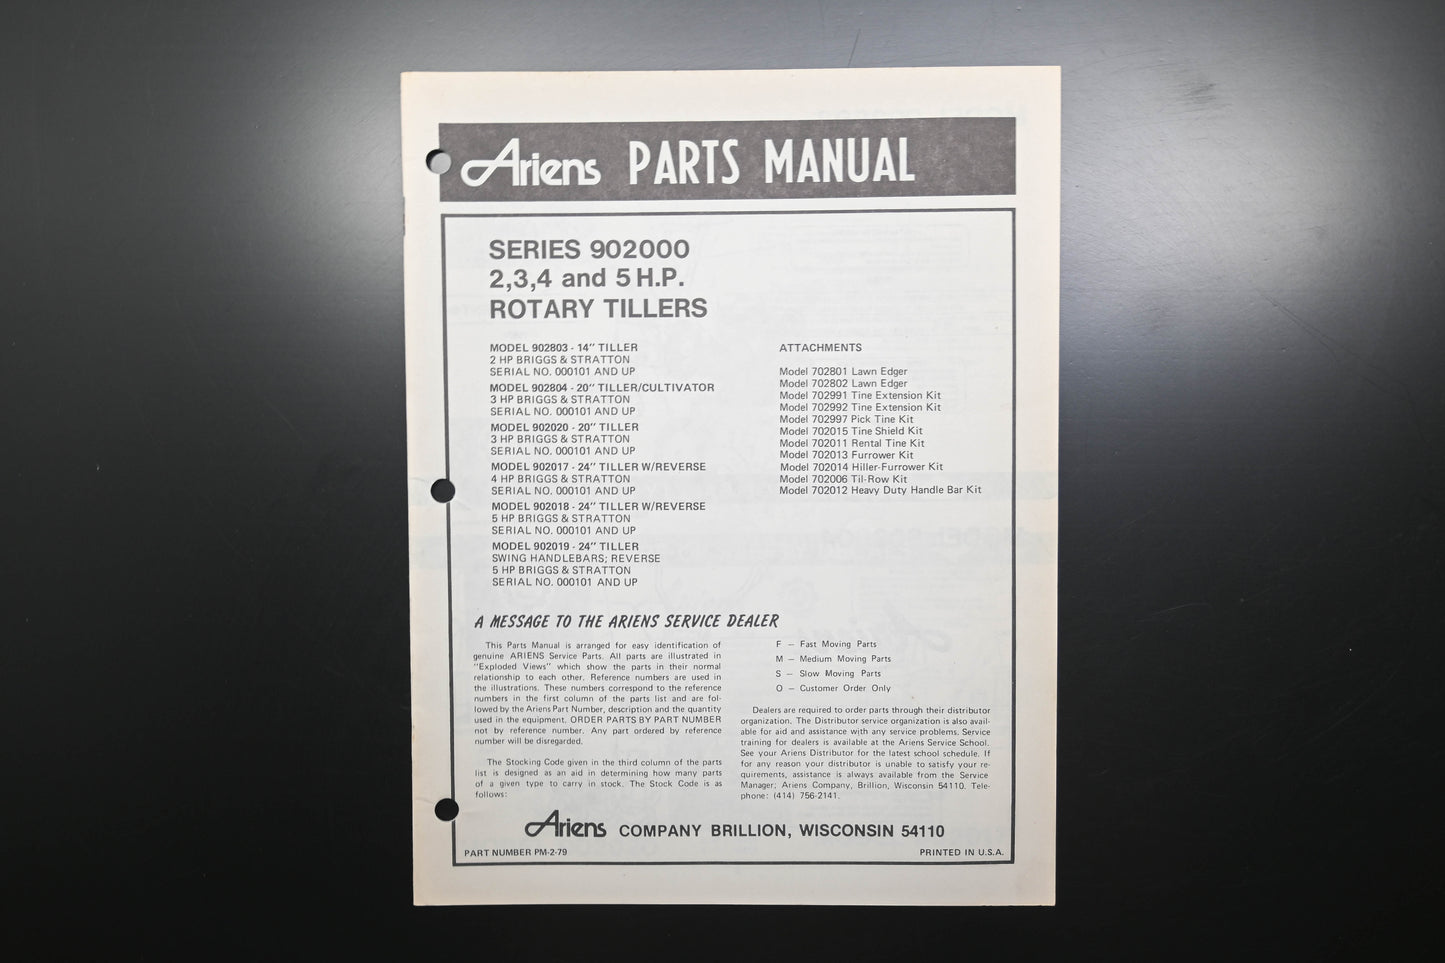 Ariens PARTS MANUAL
SERIES 902000
2,3,4 and 5 H.P.
ROTARY TILLERS
MODEL 902803 - 14" TILLER
2 HP BRIGGS & STRATTON
SERIAL NO. 000101 AND UP
MODEL 902804 - 20" TILLER/CULTIVATOR
3 HP BRIGGS & STRATTON
SERIAL NO. 000101 AND UP
MODEL 902020 - 20" TILLER
3 HP BRIGGS & STRATTON
SERIAL NO. 000101 AND UP
MODEL 902017 - 24" TILLER W/REVERSE
4 HP BRIGGS & STRATTON
SERIAL NO. 000101 AND UP
MODEL 902018 - 24" TILLER W/REVERSE
5 HP BRIGGS & STRATTON
SERIAL NO. 000101 AND UP
MODEL 902019 - 24" TILLER
SWING HANDLEBARS; REVERSE
5 HP BRIGGS & STRATTON
SERIAL NO. 000101 AND UP
ATTACHMENTS
Model 702801 Lawn Edger
Model 702802 Lawn Edger
Model 702991 Tine Extension Kit
Model 702992 Tine Extension Kit
Model 702997 Pick Tine Kit
Model 702015 Tine Shield Kit
Model 702011 Rental Tine Kit
Model 702013 Furrower Kit
Model 702014 Hiller-Furrower Kit
Model 702006 Til-Row Kit
Model 702012 Heavy Duty Handle Bar Kit
A MESSAGE TO THE ARIENS SERVICE DEALER
This Parts Manual is arranged for easy identification of
genuine ARIENS Service Parts. All parts are illustrated in
"Exploded Views" which show the parts in their normal
relationship to each other. Reference numbers are used in
the illustrations. These numbers correspond to the reference
numbers in the first column of the parts list and are fol-
lowed by the Ariens Part Number, description and the quantity
used in the equipment. ORDER PARTS BY PART NUMBER
not by reference number. Any part ordered by reference
number will be disregarded.
The Stocking Code given in the third column of the parts
list is designed as an aid in determining how many parts
of a given type to carry in stock. The Stock Code is as
follows:
F — Fast Moving Parts
M — Medium Moving Parts
S — Slow Moving Parts
O — Customer Order Only
Dealers are required to order parts through their distributor
organization. The Distributor service organization is also avail-
able for aid and assistance with any service problems. Service
training for dealers is available at the Ariens Service School.
See your Ariens Distributor for the latest school schedule. If
for any reason your distributor is unable to satisfy your re-
quirements, assistance is always available from the Service
Manager; Ariens Company, Brillion, Wisconsin 54110. Tele-
phone: (414) 756-2141.
Ariens COMPANY BRILLION, WISCONSIN 54110
PART NUMBER PM-2-79
PRINTED IN U.S.A.